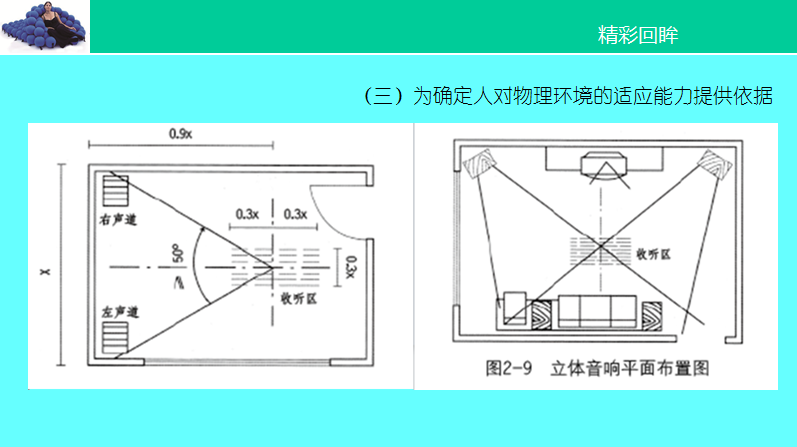 精彩回眸
(三)为确定人对物理环境的适应能力提供依据
0.9x
右声道
0.3x 0.3x
50°
x
0.3x
收听区
左声道
收听区
图2-9 立体音响平面布置图